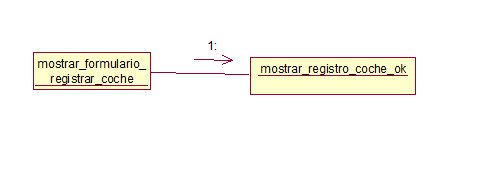 1:
mostrar_formulario_
registrar_coche
mostrar_registro_coche_ok